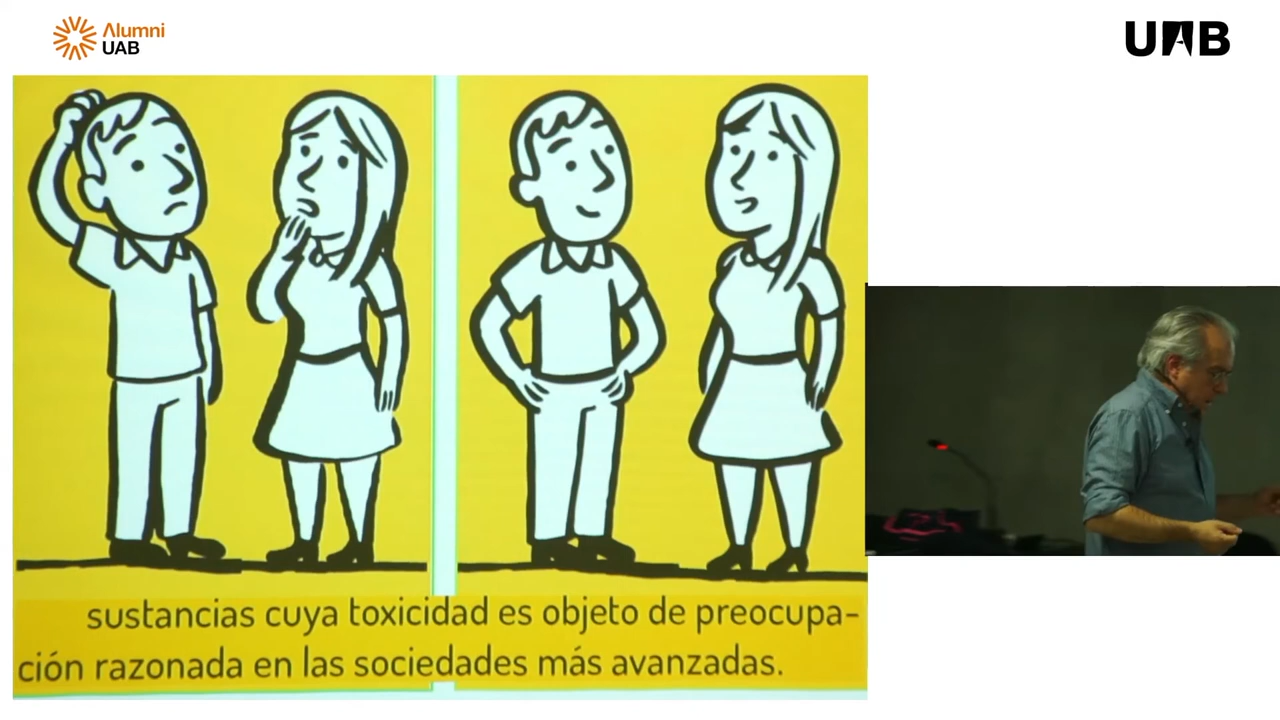 Alumni
UAB
UAB
sustancias cuya toxicidad es objeto de preocupa-
ción razonada en las sociedades más avanzadas.